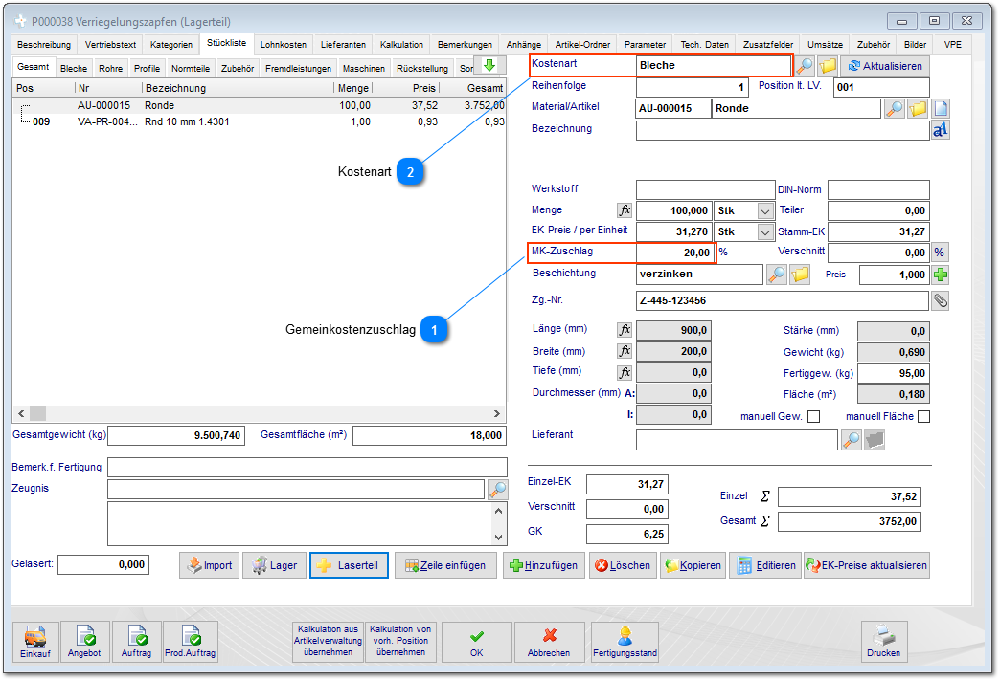 P000038 Verriegelungszapfen (Lagerteil)
Beschreibung Vertriebstext Kategorien Stückliste Lohnkosten Lieferanten Kalkulation Bemerkungen Anhänge Artikel-Ordner Parameter Tech. Daten Zusatzfelder Umsätze Zubehör Bilder VPE
Gesamt Bleche Rohre Profile Normteile Zubehör Fremdleistungen Maschinen Rückstellung Sor
Kostenart Bleche Aktualisieren
Pos Nr Bezeichnung Menge Preis Gesamt
Reihenfolge 1 Position lt. LV. 001
AU-000015 Ronde 100,00 37,52 3.752,00
Material/Artikel AU-000015 Ronde
009 VA-PR-004... Rnd 10 mm 1.4301 1,00 0,93 0,93
Bezeichnung aA
Kostenart 2
Werkstoff DIN-Norm
Menge fx 100,000 Stk Teiler 0,00
EK-Preis / per Einheit 31,270 Stk Stamm-EK 31,27
MK-Zuschlag 20,00 % Verschnitt 0,00 %
Beschichtung verzinken Preis 1,000
Zg.-Nr. Z-445-123456
Gemeinkostenzuschlag 1
Länge (mm) fx 900,0 Stärke (mm) 0,0
Breite (mm) fx 200,0 Gewicht (kg) 0,690
Tiefe (mm) fx 0,0 Fertiggew. (kg) 95,00
Durchmesser (mm) A: 0,0 Fläche (m²) 0,180
I: 0,0 manuell Gew. manuell Fläche
Gesamtgewicht (kg) 9.500,740 Gesamtfläche (m²) 18,000
Lieferant
Bemerk.f. Fertigung
Zeugnis
Einzel-EK 31,27
Einzel Σ 37,52
Verschnitt 0,00
Gesamt Σ 3752,00
GK 6,25
Gelasert: 0,000 Import Lager Laserteil Zeile einfügen Hinzufügen Löschen Kopieren Editieren EK-Preise aktualisieren
Einkauf Angebot Auftrag Prod.Auftrag
Kalkulation aus
Artikelverwaltung
übernehmen
Kalkulation von
vorh. Position
übernehmen
OK Abbrechen Fertigungsstand Drucken